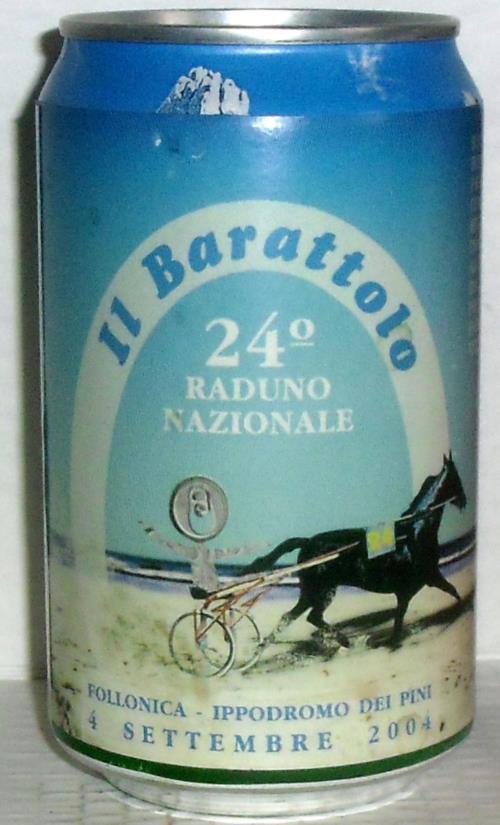 Il Barattolo
24º
RADUNO
NAZIONALE
FOLLONICA - IPPODROMO DEI PINI
4 SETTEMBRE 2004